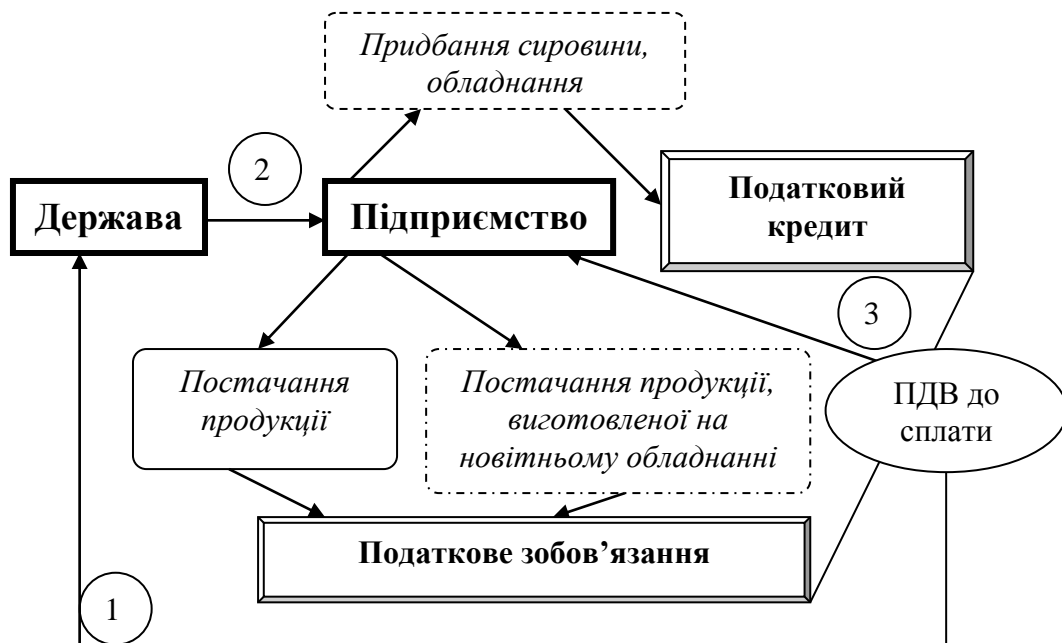 Придбання сировини,
обладнання
2
Держава
Підприємство
Податковий
кредит
3
Постачання
продукції
Постачання продукції,
виготовленої на
новітньому обладнанні
ПДВ до
сплати
Податкове зобов’язання
1